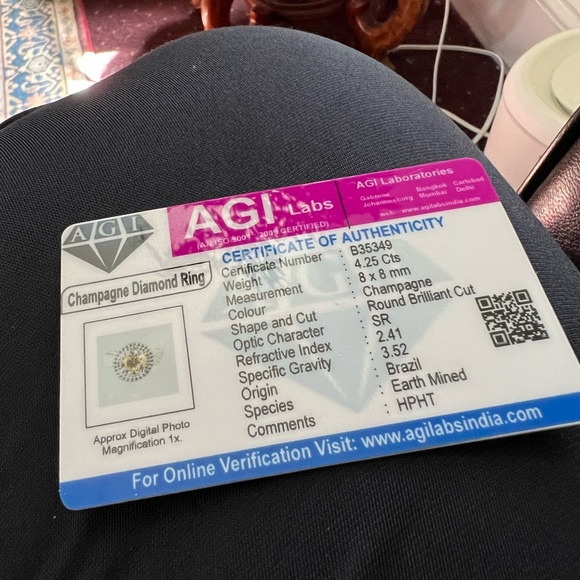 AGI
AGI Labs
(AN ISO 9001 : 2009 CERTIFIED)
AGI Laboratories
Gabrone Bangkok Carlsbad
Johannesburg Mumbai Delhi
web: www.agilabsindia.com
CERTIFICATE OF AUTHENTICITY
Champagne Diamond Ring
Certificate Number : B35349
Weight : 4.25 Cts
Measurement : 8 x 8 mm
Colour : Champagne
Shape and Cut : Round Brilliant Cut
Optic Character : SR
Refractive Index : 2.41
Specific Gravity : 3.52
Origin : Brazil
Species : Earth Mined
Comments : HPHT
Approx Digital Photo
Magnification 1x.
For Online Verification Visit: www.agilabsindia.com